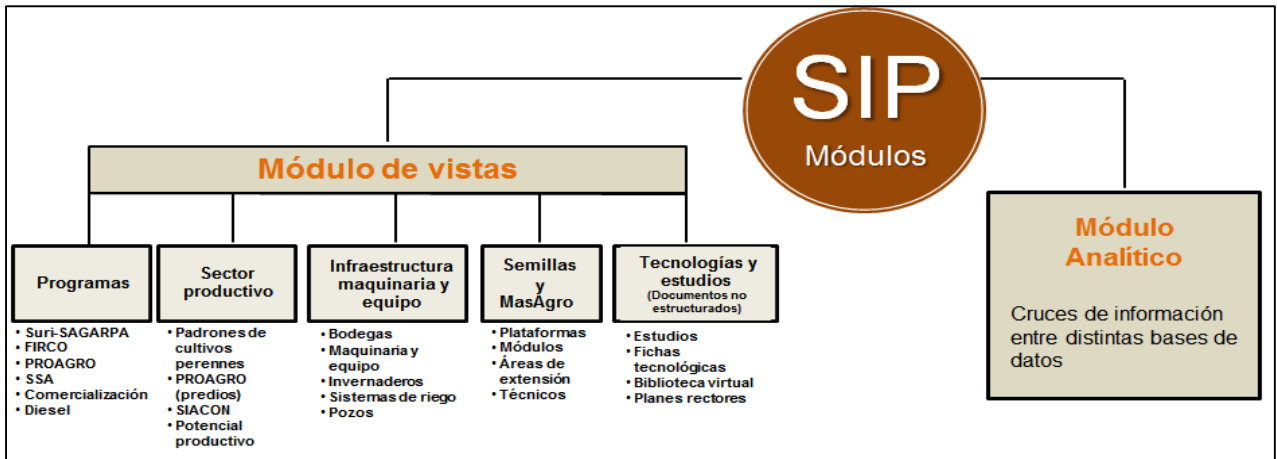 SIP
Módulos
Módulo de vistas
Programas
• Suri-SAGARPA
• FIRCO
• PROAGRO
• SSA
• Comercialización
• Diesel
Sector
productivo
• Padrones de
cultivos
perennes
• PROAGRO
(predios)
• SIACON
• Potencial
productivo
Infraestructura
maquinaria y
equipo
• Bodegas
• Maquinaria y
equipo
• Invernaderos
• Sistemas de riego
• Pozos
Semillas
y
MasAgro
• Plataformas
• Módulos
• Áreas de
extensión
• Técnicos
Tecnologías y
estudios
(Documentos no
estructurados)
• Estudios
• Fichas
tecnológicas
• Biblioteca virtual
• Planes rectores
Módulo
Analítico
Cruces de información
entre distintas bases de
datos